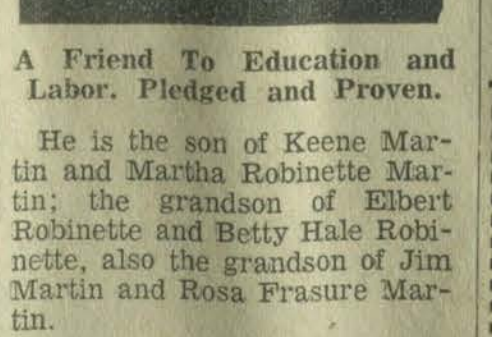 A Friend To Education and
Labor. Pledged and Proven.
He is the son of Keene Mar-
tin and Martha Robinette Mar-
tin; the grandson of Elbert
Robinette and Betty Hale Robi-
nette, also the grandson of Jim
Martin and Rosa Frasure Mar-
tin.